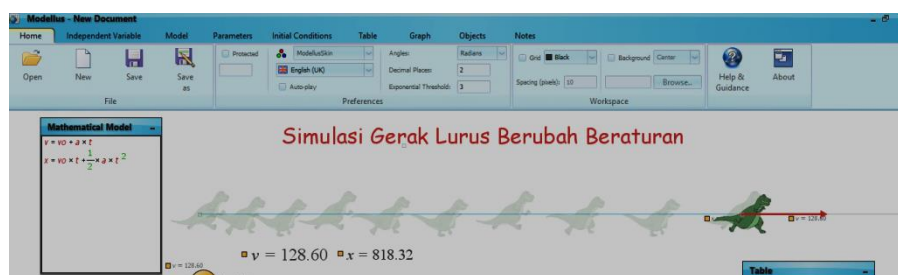 Modellus - New Document
Home Independent Variable Model Parameters Initial Conditions Table Graph Objects Notes
Open New Save Save as
Protected
ModellusSkin
English (UK)
Auto-play
Angles: Radians
Decimal Places: 2
Exponential Threshold: 3
Grid Black Background Center
Spacing (pixels): 10 Browse...
Help & Guidance About
File Preferences Workspace
Mathematical Model
v = vo + a × t
x = vo × t + 1/2 × a × t 2
Simulasi Gerak Lurus Berubah Beraturan
v = 128.60
v = 128.60 x = 818.32
v = 128.60
Table